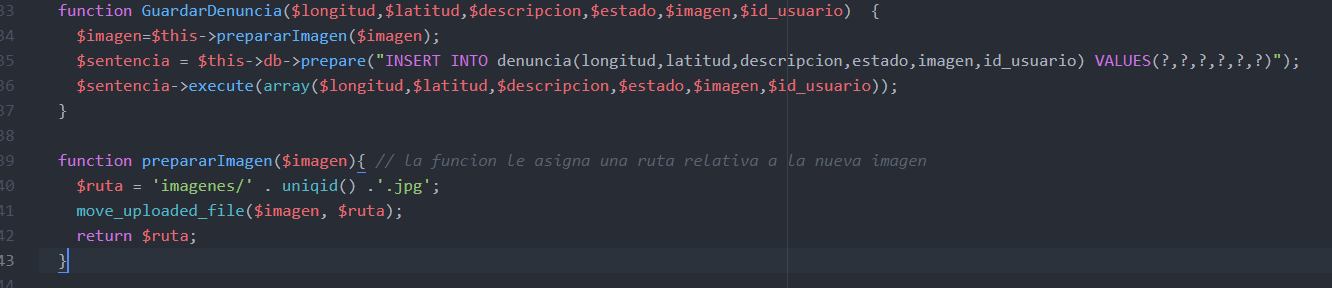 33 function GuardarDenuncia($longitud,$latitud,$descripcion,$estado,$imagen,$id_usuario) {
34 $imagen=$this->prepararImagen($imagen);
35 $sentencia = $this->db->prepare("INSERT INTO denuncia(longitud,latitud,descripcion,estado,imagen,id_usuario) VALUES(?,?,?,?,?,?)");
36 $sentencia->execute(array($longitud,$latitud,$descripcion,$estado,$imagen,$id_usuario));
37 }
38
39 function prepararImagen($imagen){ // la funcion le asigna una ruta relativa a la nueva imagen
40 $ruta = 'imagenes/' . uniqid() .'.jpg';
41 move_uploaded_file($imagen, $ruta);
42 return $ruta;
43 }
44